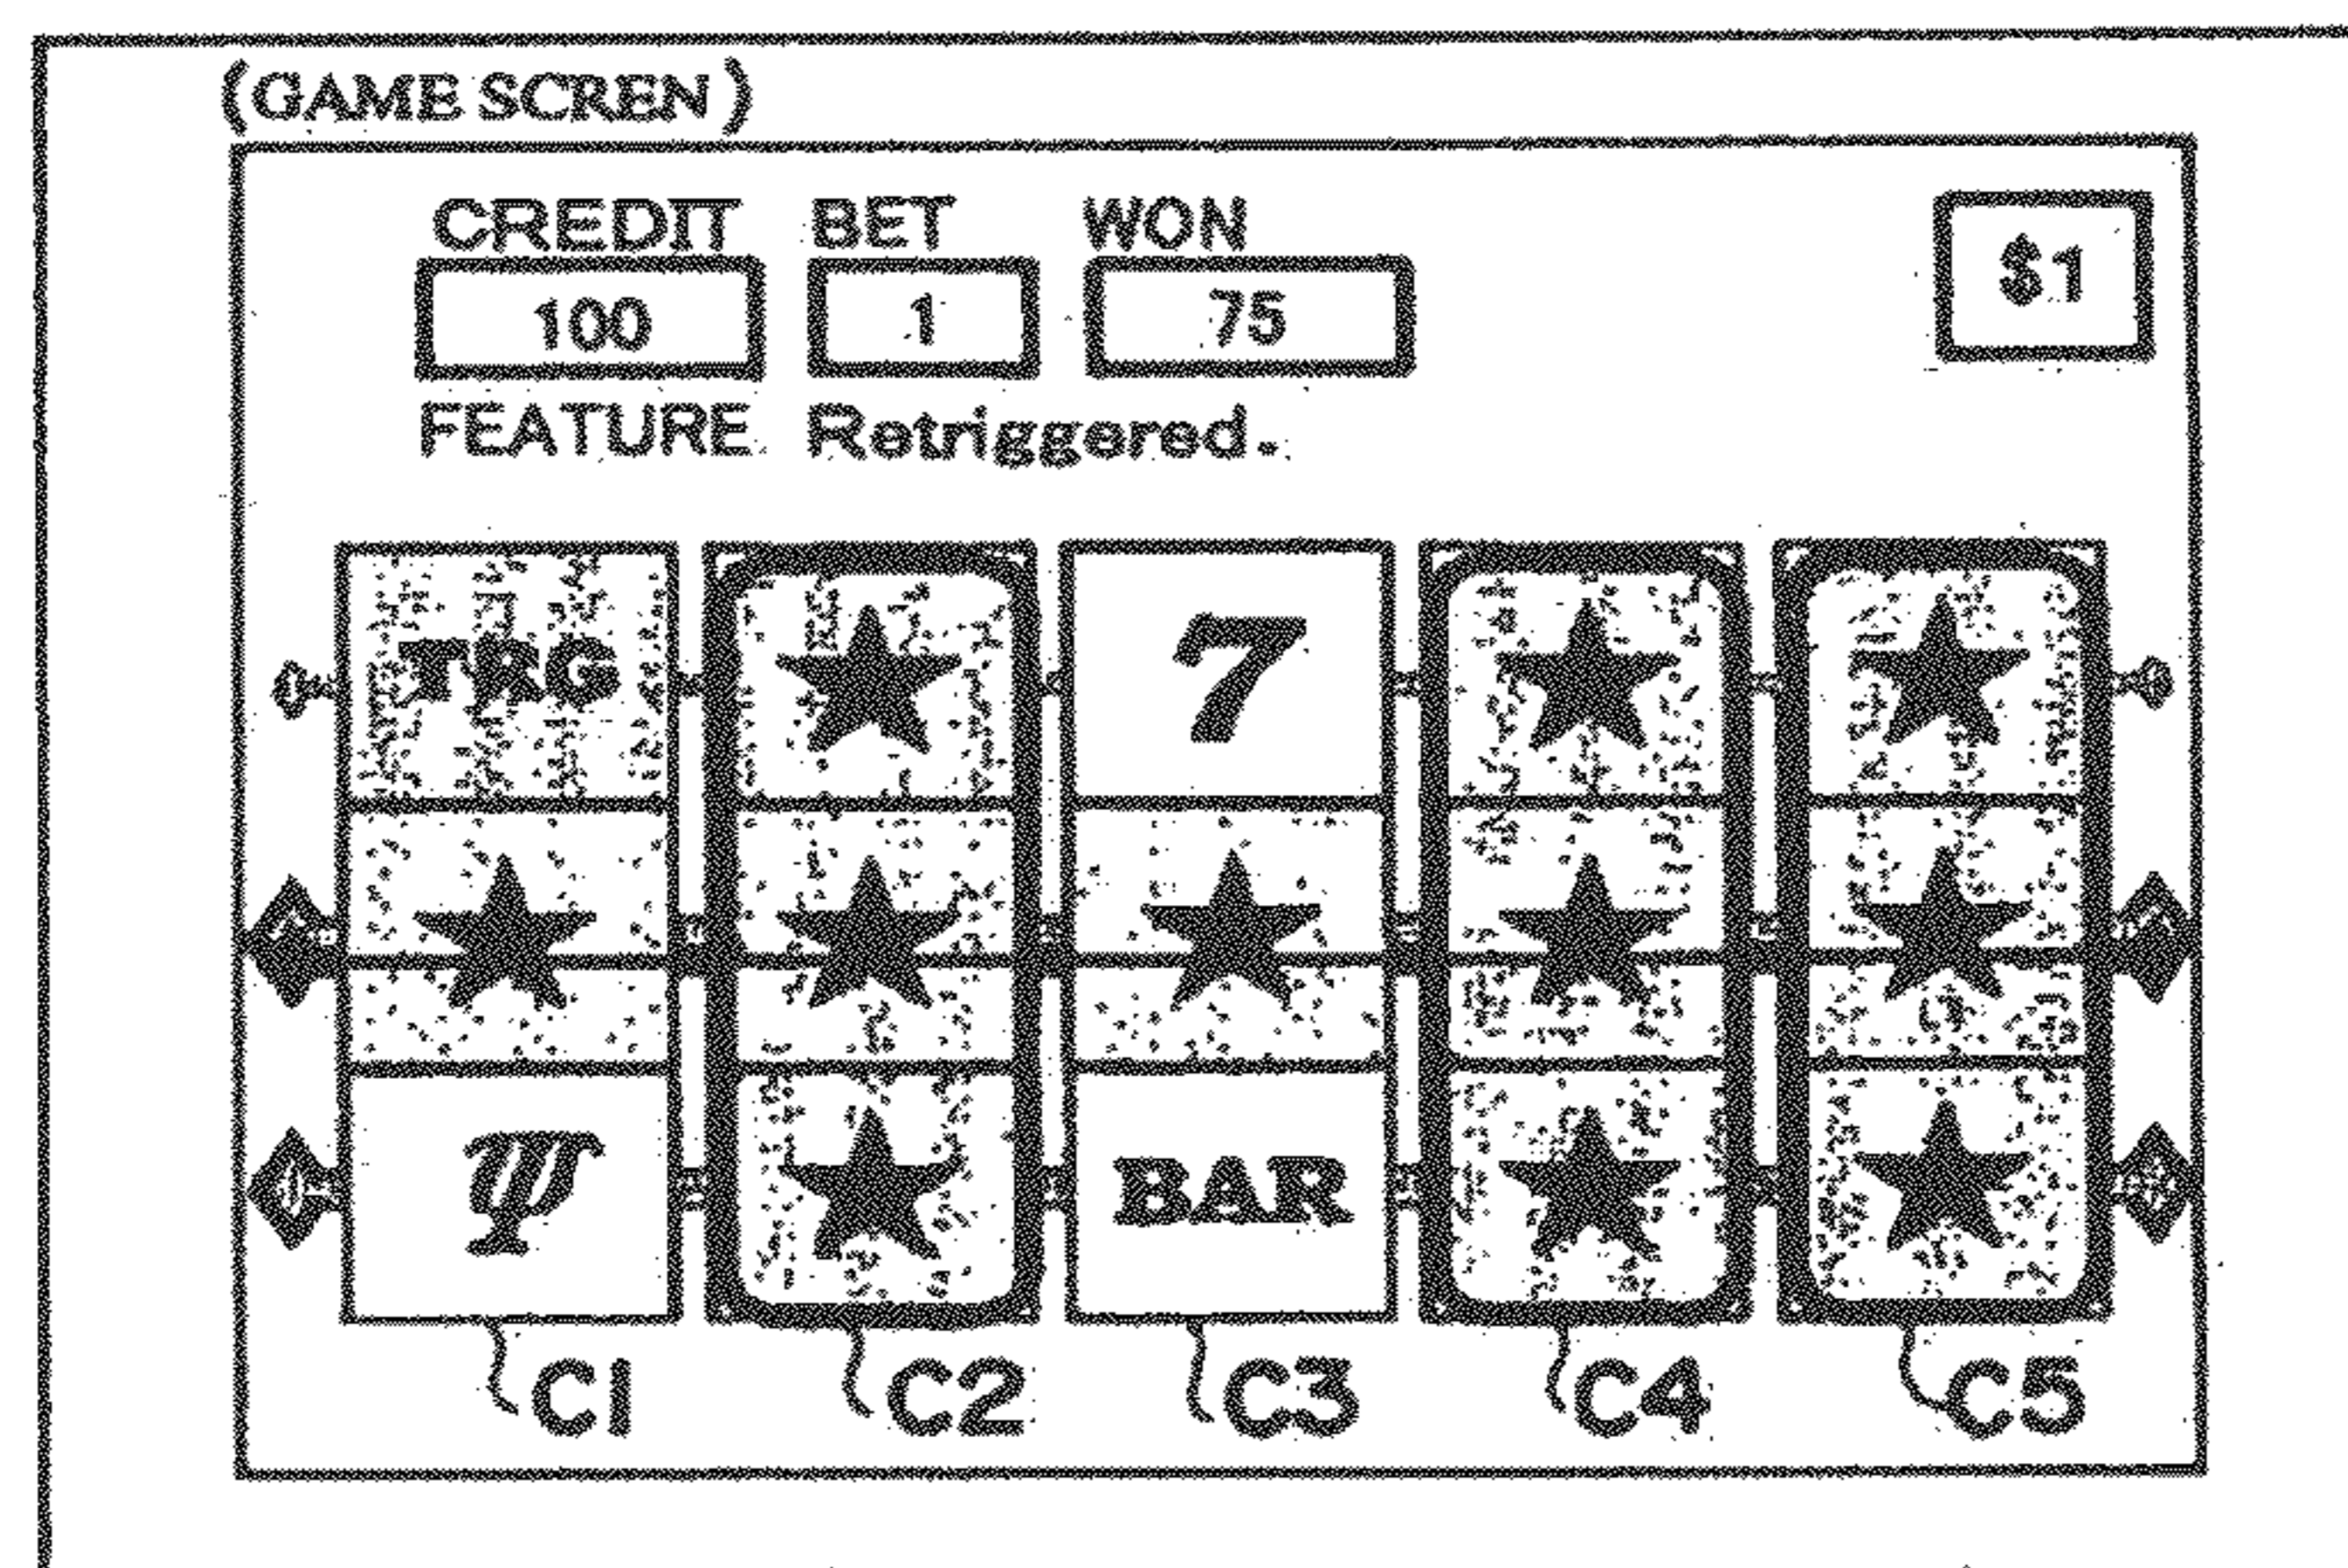 (GAME SCREN)
CREDIT BET WON
100 1 75 $1
FEATURE Retriggered.
TRG 7
BAR
C1 C2 C3 C4 C5